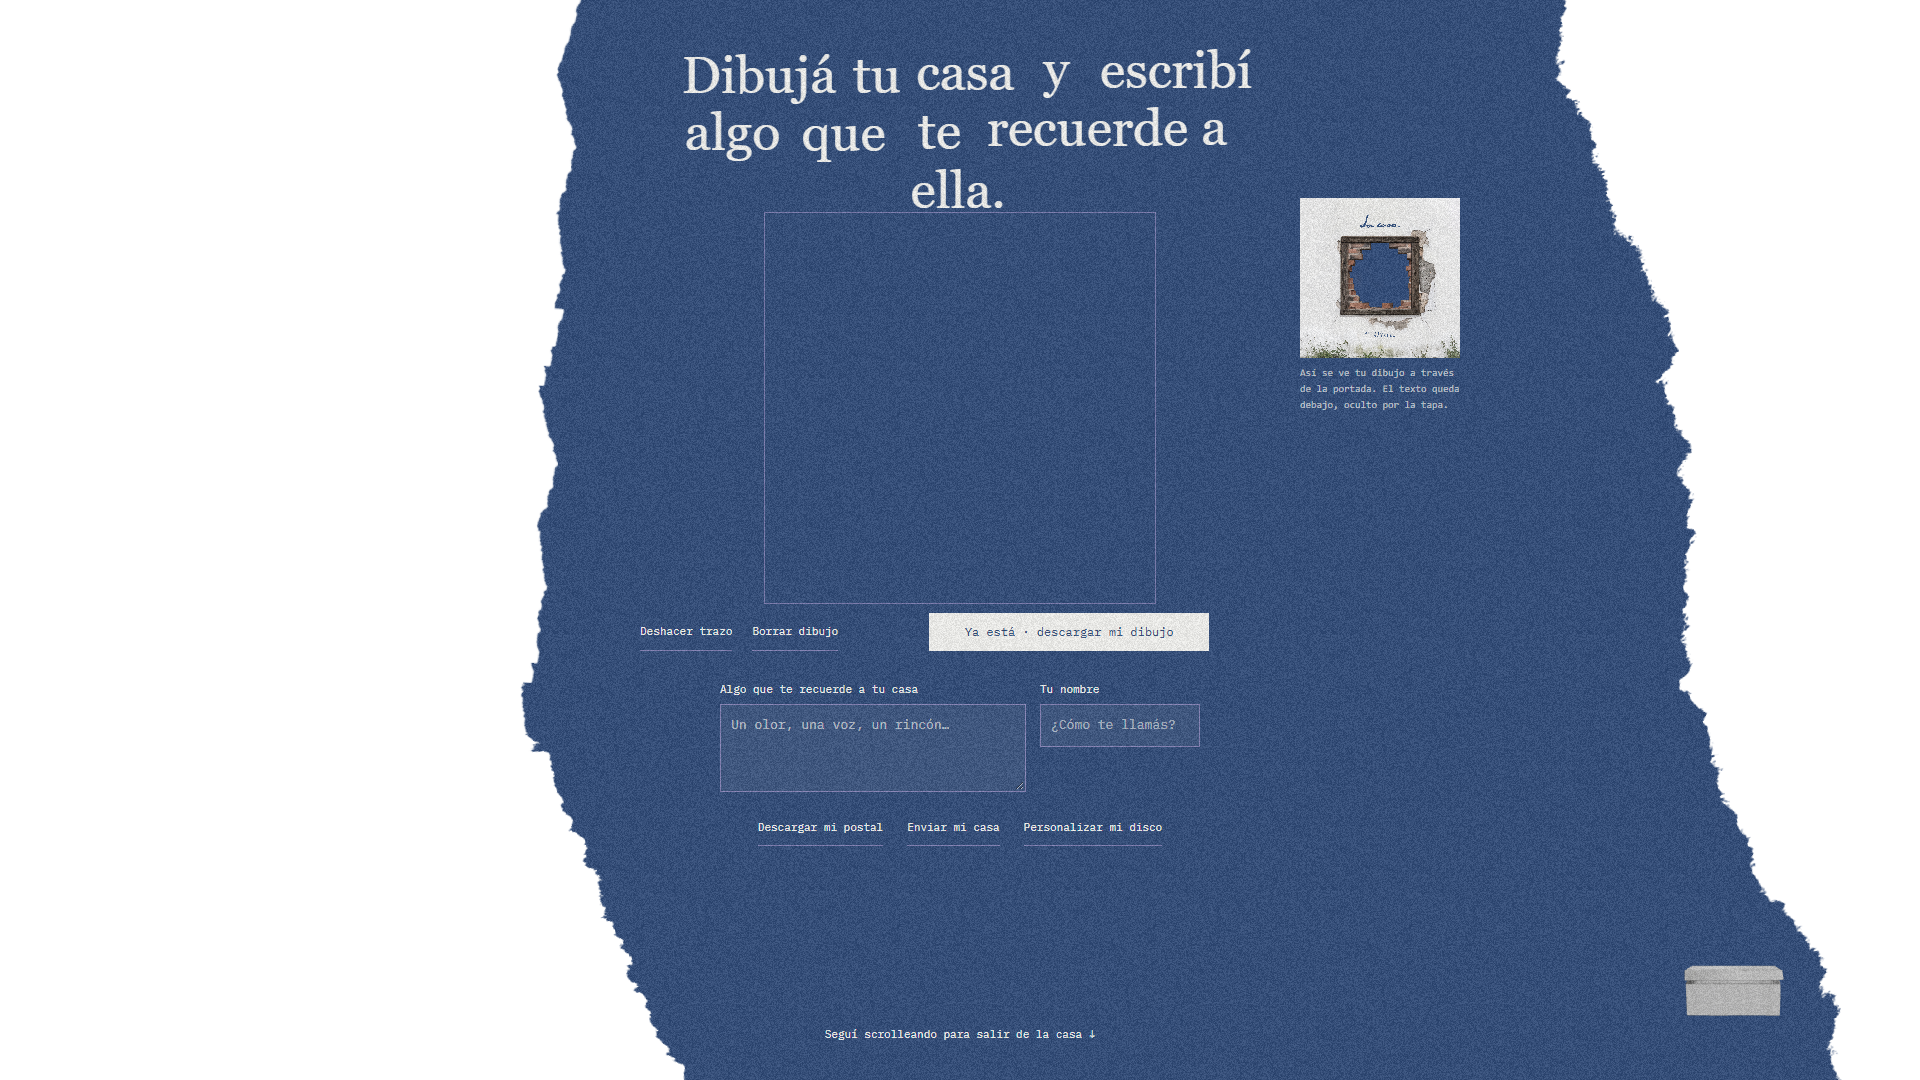 Dibujá tu casa y escribí
algo que te recuerde a
ella.
Así se ve tu dibujo a través
de la portada. El texto queda
debajo, oculto por la tapa.
Deshacer trazo
Borrar dibujo
Ya está · descargar mi dibujo
Algo que te recuerde a tu casa
Tu nombre
Un olor, una voz, un rincón…
¿Cómo te llamás?
Descargar mi postal
Enviar mi casa
Personalizar mi disco
Seguí scrolleando para salir de la casa ↓